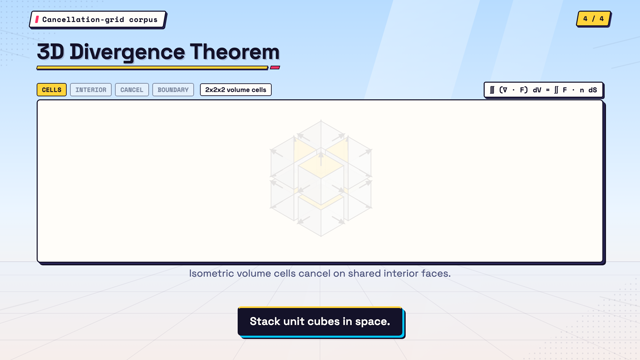 Cancellation-grid corpus
4 / 4
3D Divergence Theorem
CELLS INTERIOR CANCEL BOUNDARY 2x2x2 volume cells
∭ (∇ · F) dV = ∬ F · n dS
Isometric volume cells cancel on shared interior faces.
Stack unit cubes in space.